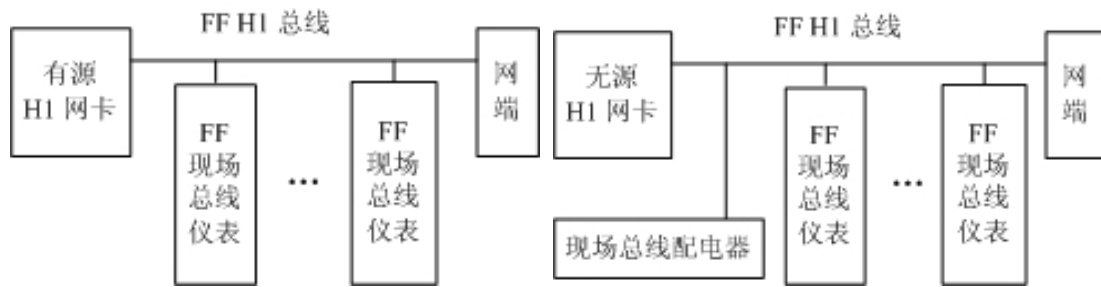 FF H1 总线
有源
H1 网卡
网
端
FF
现场
总线
仪表
...
FF
现场
总线
仪表
FF H1 总线
无源
H1 网卡
网
端
FF
现场
总线
仪表
...
FF
现场
总线
仪表
现场总线配电器